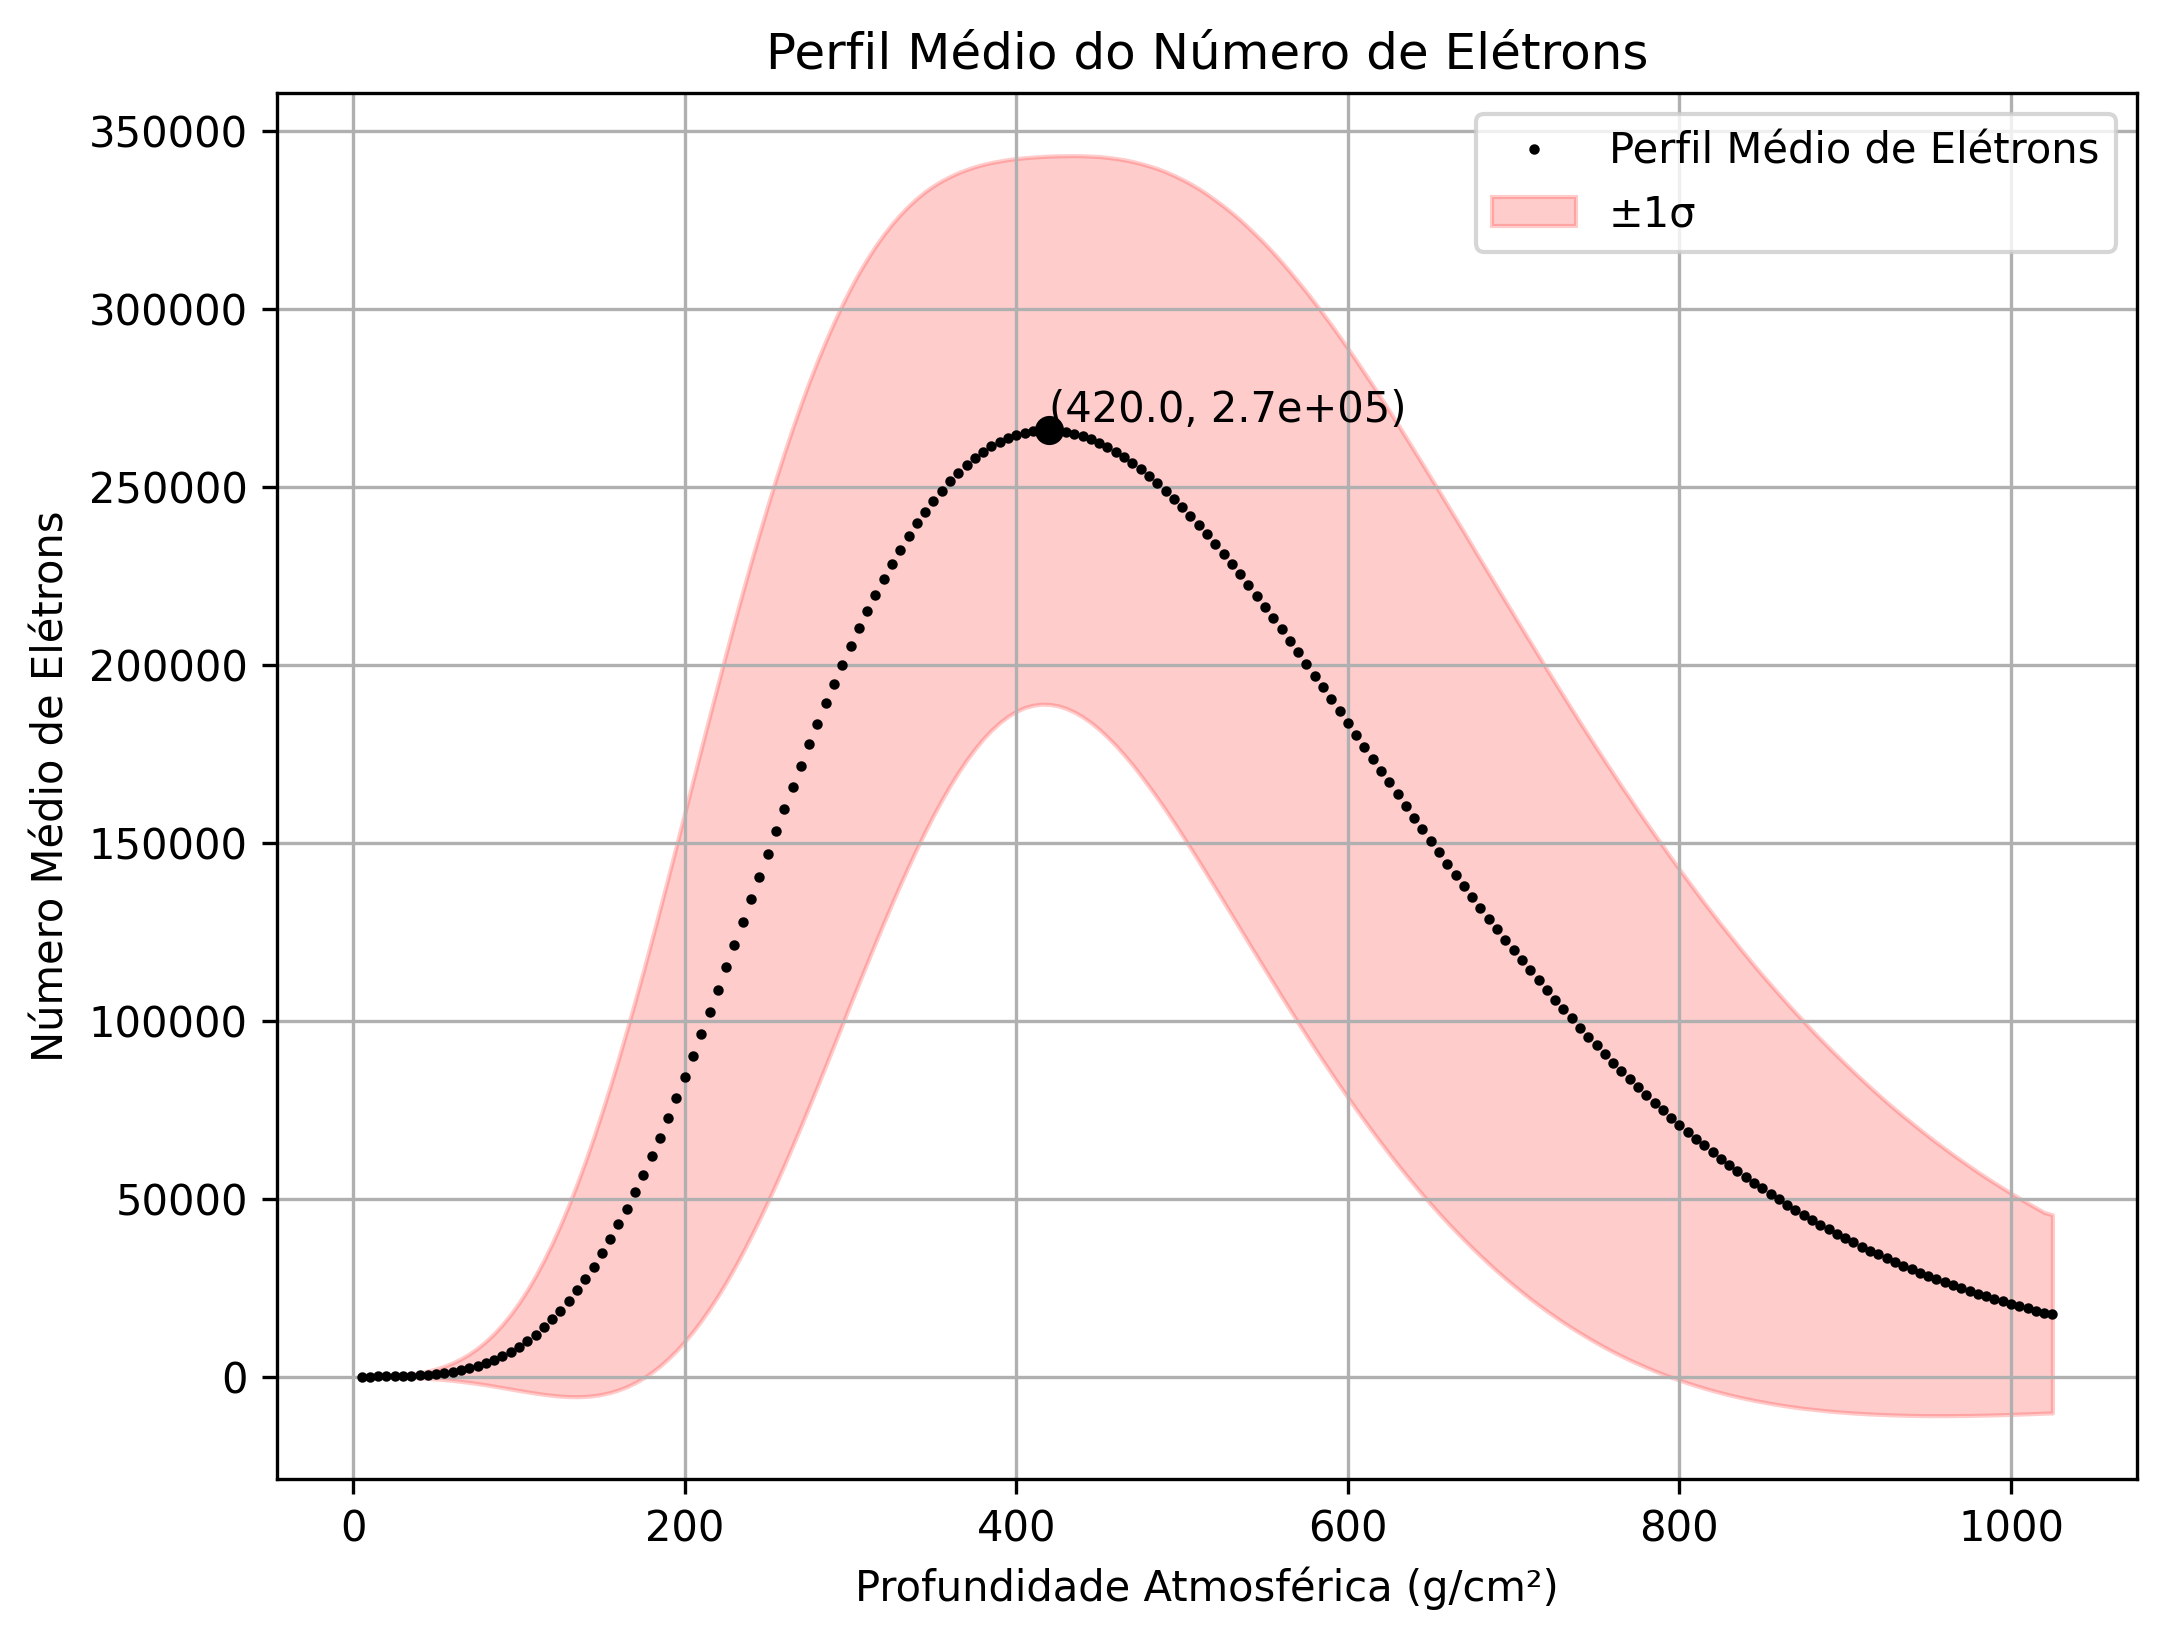 Perfil Médio do Número de Elétrons
Perfil Médio de Elétrons
±1σ
(420.0, 2.7e+05)
Número Médio de Elétrons
350000
300000
250000
200000
150000
100000
50000
0
0 200 400 600 800 1000
Profundidade Atmosférica (g/cm²)